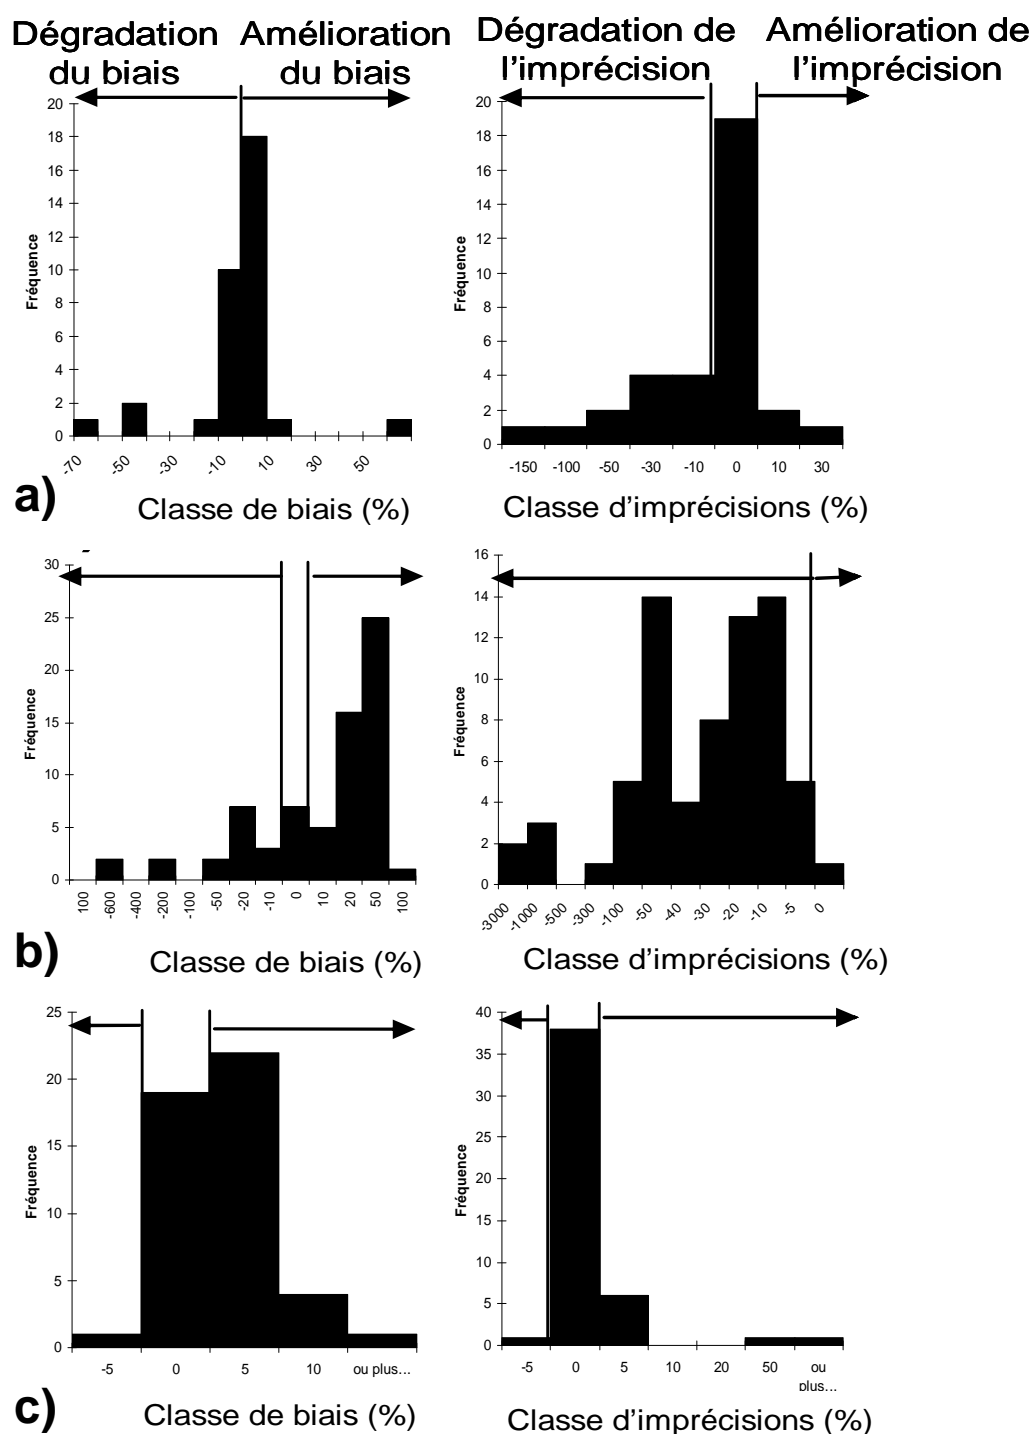 Dégradation du biais
Amélioration du biais
Dégradation de l'imprécision
Amélioration de l'imprécision
20
18
16
14
12
10
8
6
4
2
0
Fréquence
-70 -50 -30 -10 10 30 50
Classe de biais (%)
20
18
16
14
12
10
8
6
4
2
0
Fréquence
-150 -100 -50 -30 -10 0 10 30
Classe d'imprécisions (%)
a)
30
25
20
15
10
5
0
Fréquence
100 -600 -400 -200 -100 -50 -20 -10 0 10 20 50 100
Classe de biais (%)
16
14
12
10
8
6
4
2
0
Fréquence
-3000 -1000 -500 -300 -100 -50 -40 -30 -20 -10 -5 0
Classe d'imprécisions (%)
b)
25
20
15
10
5
0
Fréquence
-5 0 5 10 ou plus...
Classe de biais (%)
40
35
30
25
20
15
10
5
0
Fréquence
-5 0 5 10 20 50 ou plus...
Classe d'imprécisions (%)
c)